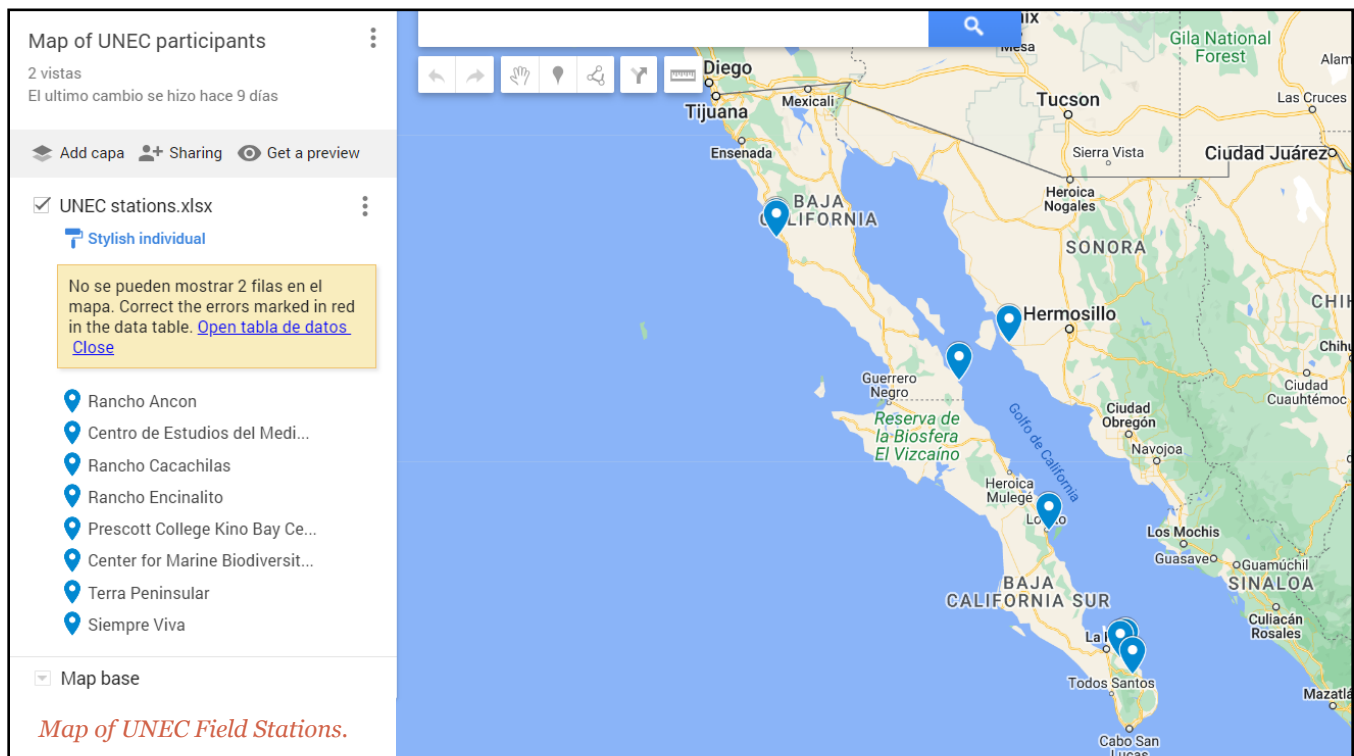 Map of UNEC participants
2 vistas
El ultimo cambio se hizo hace 9 días
Add capa
Sharing
Get a preview
UNEC stations.xlsx
Stylish individual
No se pueden mostrar 2 filas en el
mapa. Correct the errors marked in red
in the data table. Open tabla de datos
Close
Rancho Ancon
Centro de Estudios del Medi...
Rancho Cacachilas
Rancho Encinalito
Prescott College Kino Bay Ce...
Center for Marine Biodiversit...
Terra Peninsular
Siempre Viva
Map base
Map of UNEC Field Stations.
Mesa
Gila National
Forest
Alam
Diego
Tijuana
Mexicali
Tucson
Las Cruces
Ensenada
Sierra Vista
Ciudad Juárez
Heroica
Nogales
BAJA
CALIFORNIA
SONORA
Hermosillo
CHIH
Chihu
Guerrero
Negro
Ciudad
Cuauhtémoc
Reserva de
la Biosfera
El Vizcaíno
Golfo de California
Ciudad
Obregón
Navojoa
Heroica
Mulegé
Los Mochis
Guasave
Guamúchil
SINALOA
BAJA
CALIFORNIA SUR
Culiacán
Rosales
Todos Santos
Mazatlá
Cabo San
Lucas